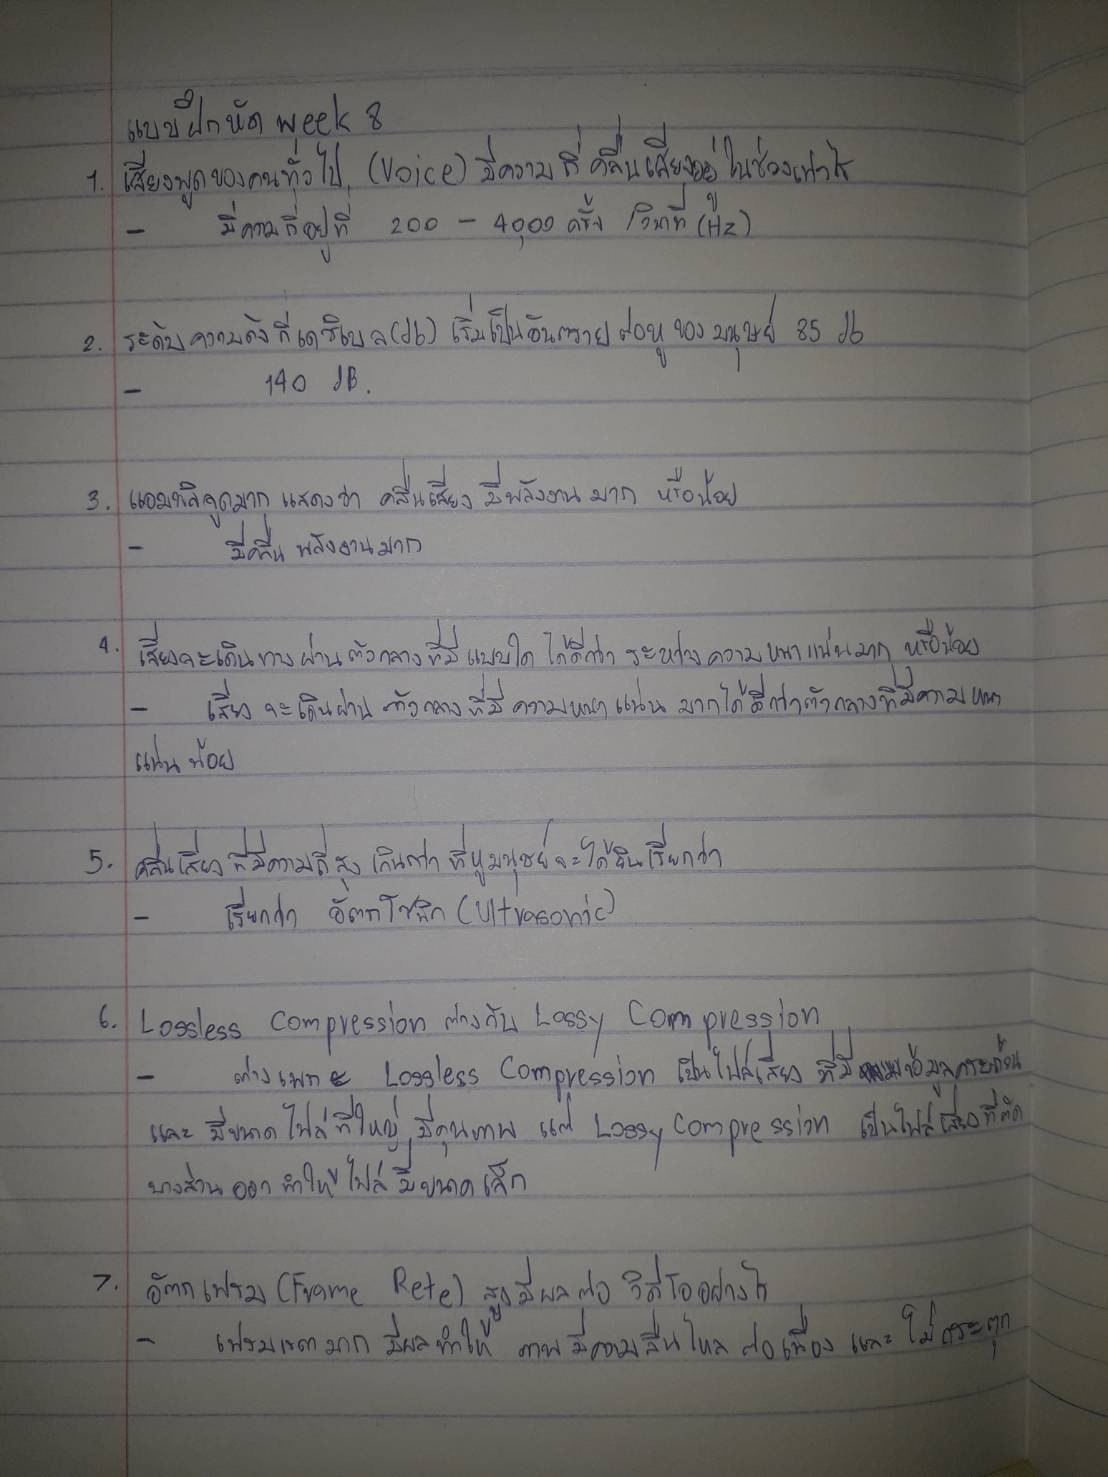 แบบฝึกหัด week 8
1. เสียงพูดของคนทั่วไป (Voice) มีความถี่คลื่นเสียงอยู่ในช่วงเท่าไร
- มีความถี่อยู่ที่ 200 - 4,000 ครั้ง /วินาที (Hz)
2. ระดับความดังที่เดซิเบล (db) เริ่มเป็นอันตรายต่อหูของมนุษย์ 85 db
- 140 dB.
3. แอมพลิจูดมาก แสดงว่า คลื่นเสียง มีพลังงานมาก หรือน้อย
- มีคลื่น พลังงานมาก
4. เสียงจะเดินทางผ่านตัวกลางที่มีแบบใด ได้ดีกว่า ระหว่างความหนาแน่นมาก หรือน้อย
- เสียง จะเดินผ่าน ตัวกลางที่มีความหนาแน่น มากได้ดีกว่าตัวกลางที่มีความหนา
แน่นน้อย
5. คลื่นเสียงที่มีความถี่สูง เกินกว่า ที่หูมนุษย์จะได้ยินเรียกว่า
- เรียกว่า อัลตราโซนิก (Ultrasonic)
6. Lossless Compression ต่างกับ Lossy Compression
- ต่างเพราะ Lossless Compression เป็นไฟล์เสียง ที่มีข้อมูลครบถ้วน
และ มีขนาดไฟล์ที่ใหญ่ มีคุณภาพ แต่ Lossy Compression เป็นไฟล์เสียงที่ตัด
บางส่วนออก ทำให้ไฟล์มีขนาดเล็ก
7. อัตราเฟรม (Frame Rete) สูงมีผลต่อ วิดีโออย่างไร
- เฟรมเรตมาก มีผลทำให้ ภาพมีความลื่นไหล ต่อเนื่อง และ ไม่กระตุก